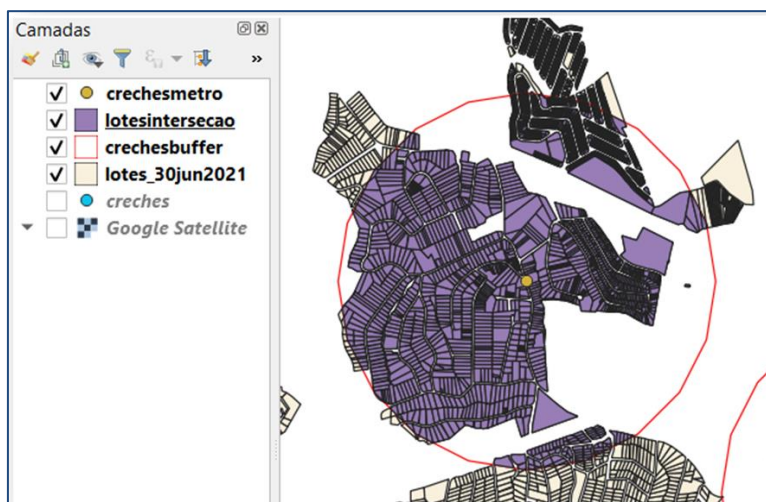 Camadas
»
crechesmetro
lotesintersecao
crechesbuffer
lotes_30jun2021
creches
Google Satellite